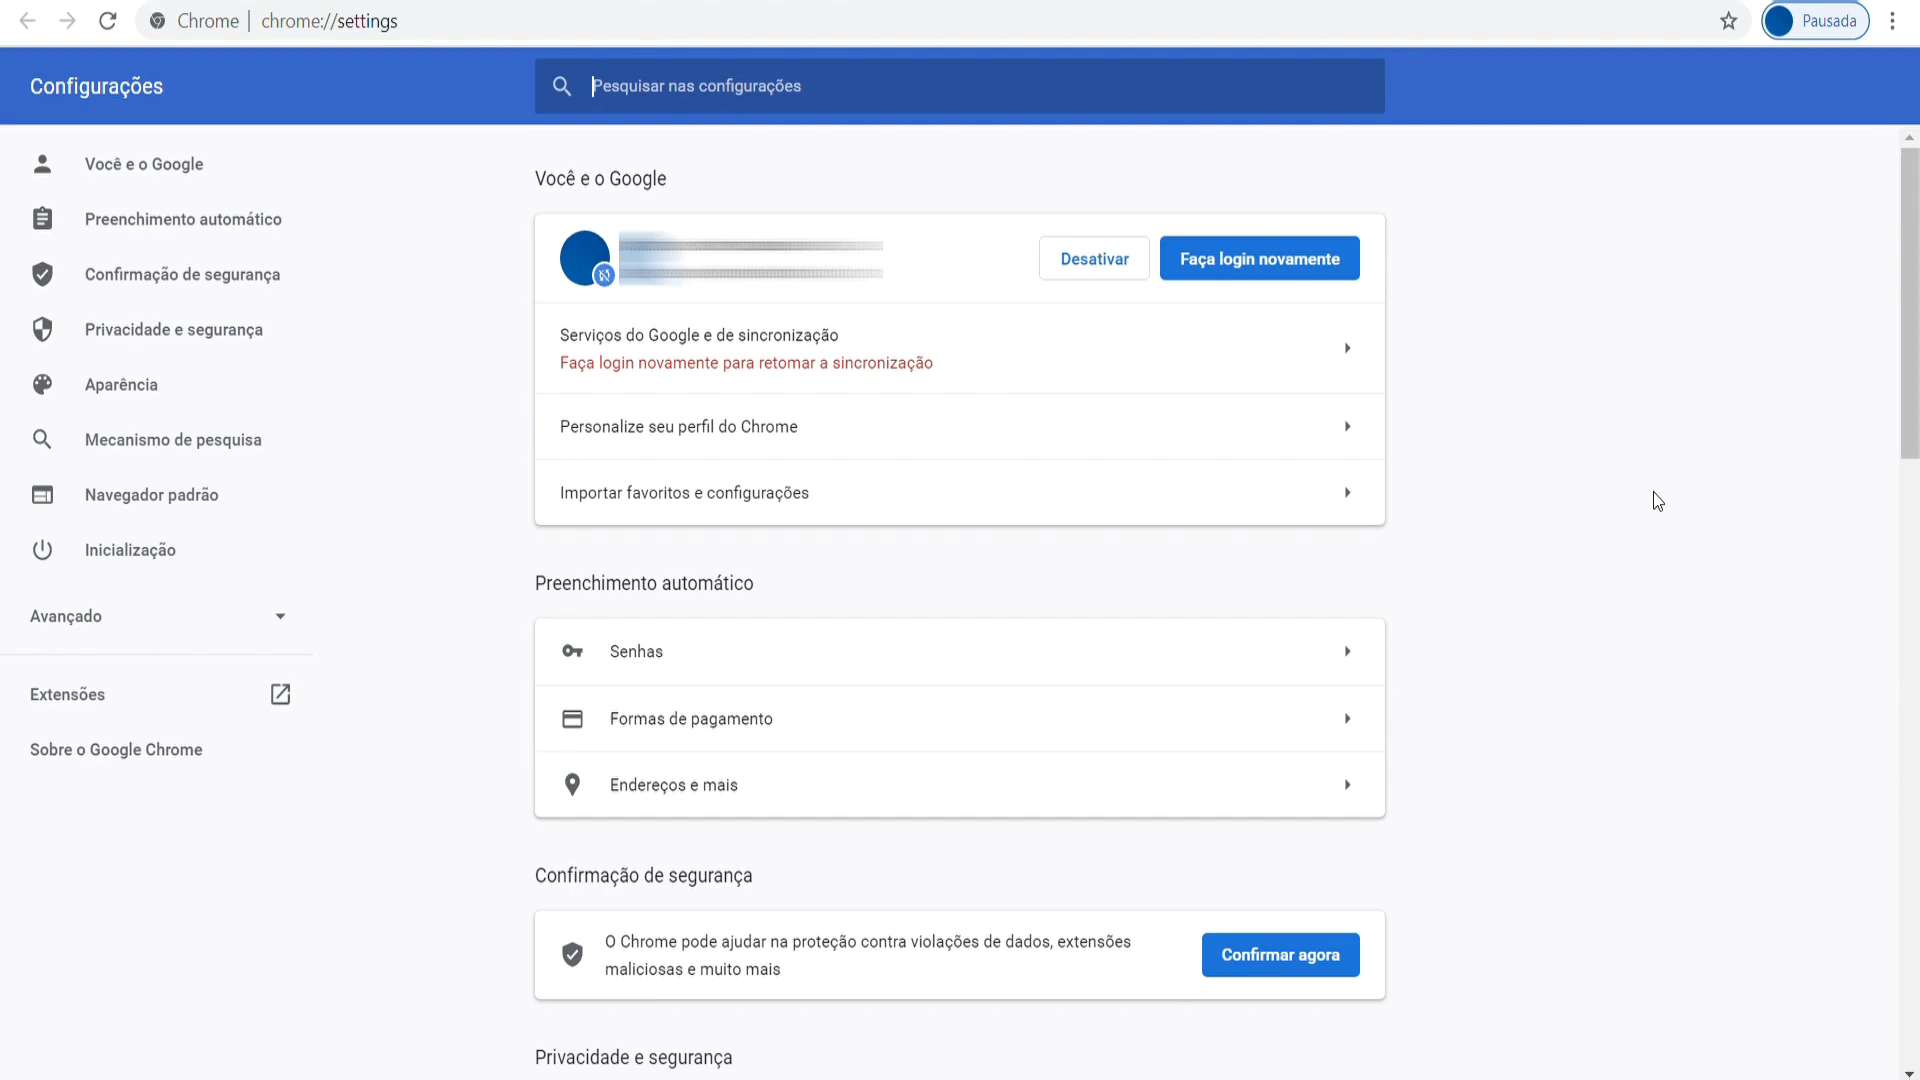 Chrome | chrome://settings
Pausada
Configurações
Pesquisar nas configurações
Você e o Google
Preenchimento automático
Confirmação de segurança
Privacidade e segurança
Aparência
Mecanismo de pesquisa
Navegador padrão
Inicialização
Avançado
Extensões
Sobre o Google Chrome
Você e o Google
Desativar
Faça login novamente
Serviços do Google e de sincronização
Faça login novamente para retomar a sincronização
Personalize seu perfil do Chrome
Importar favoritos e configurações
Preenchimento automático
Senhas
Formas de pagamento
Endereços e mais
Confirmação de segurança
O Chrome pode ajudar na proteção contra violações de dados, extensões
maliciosas e muito mais
Confirmar agora
Privacidade e segurança